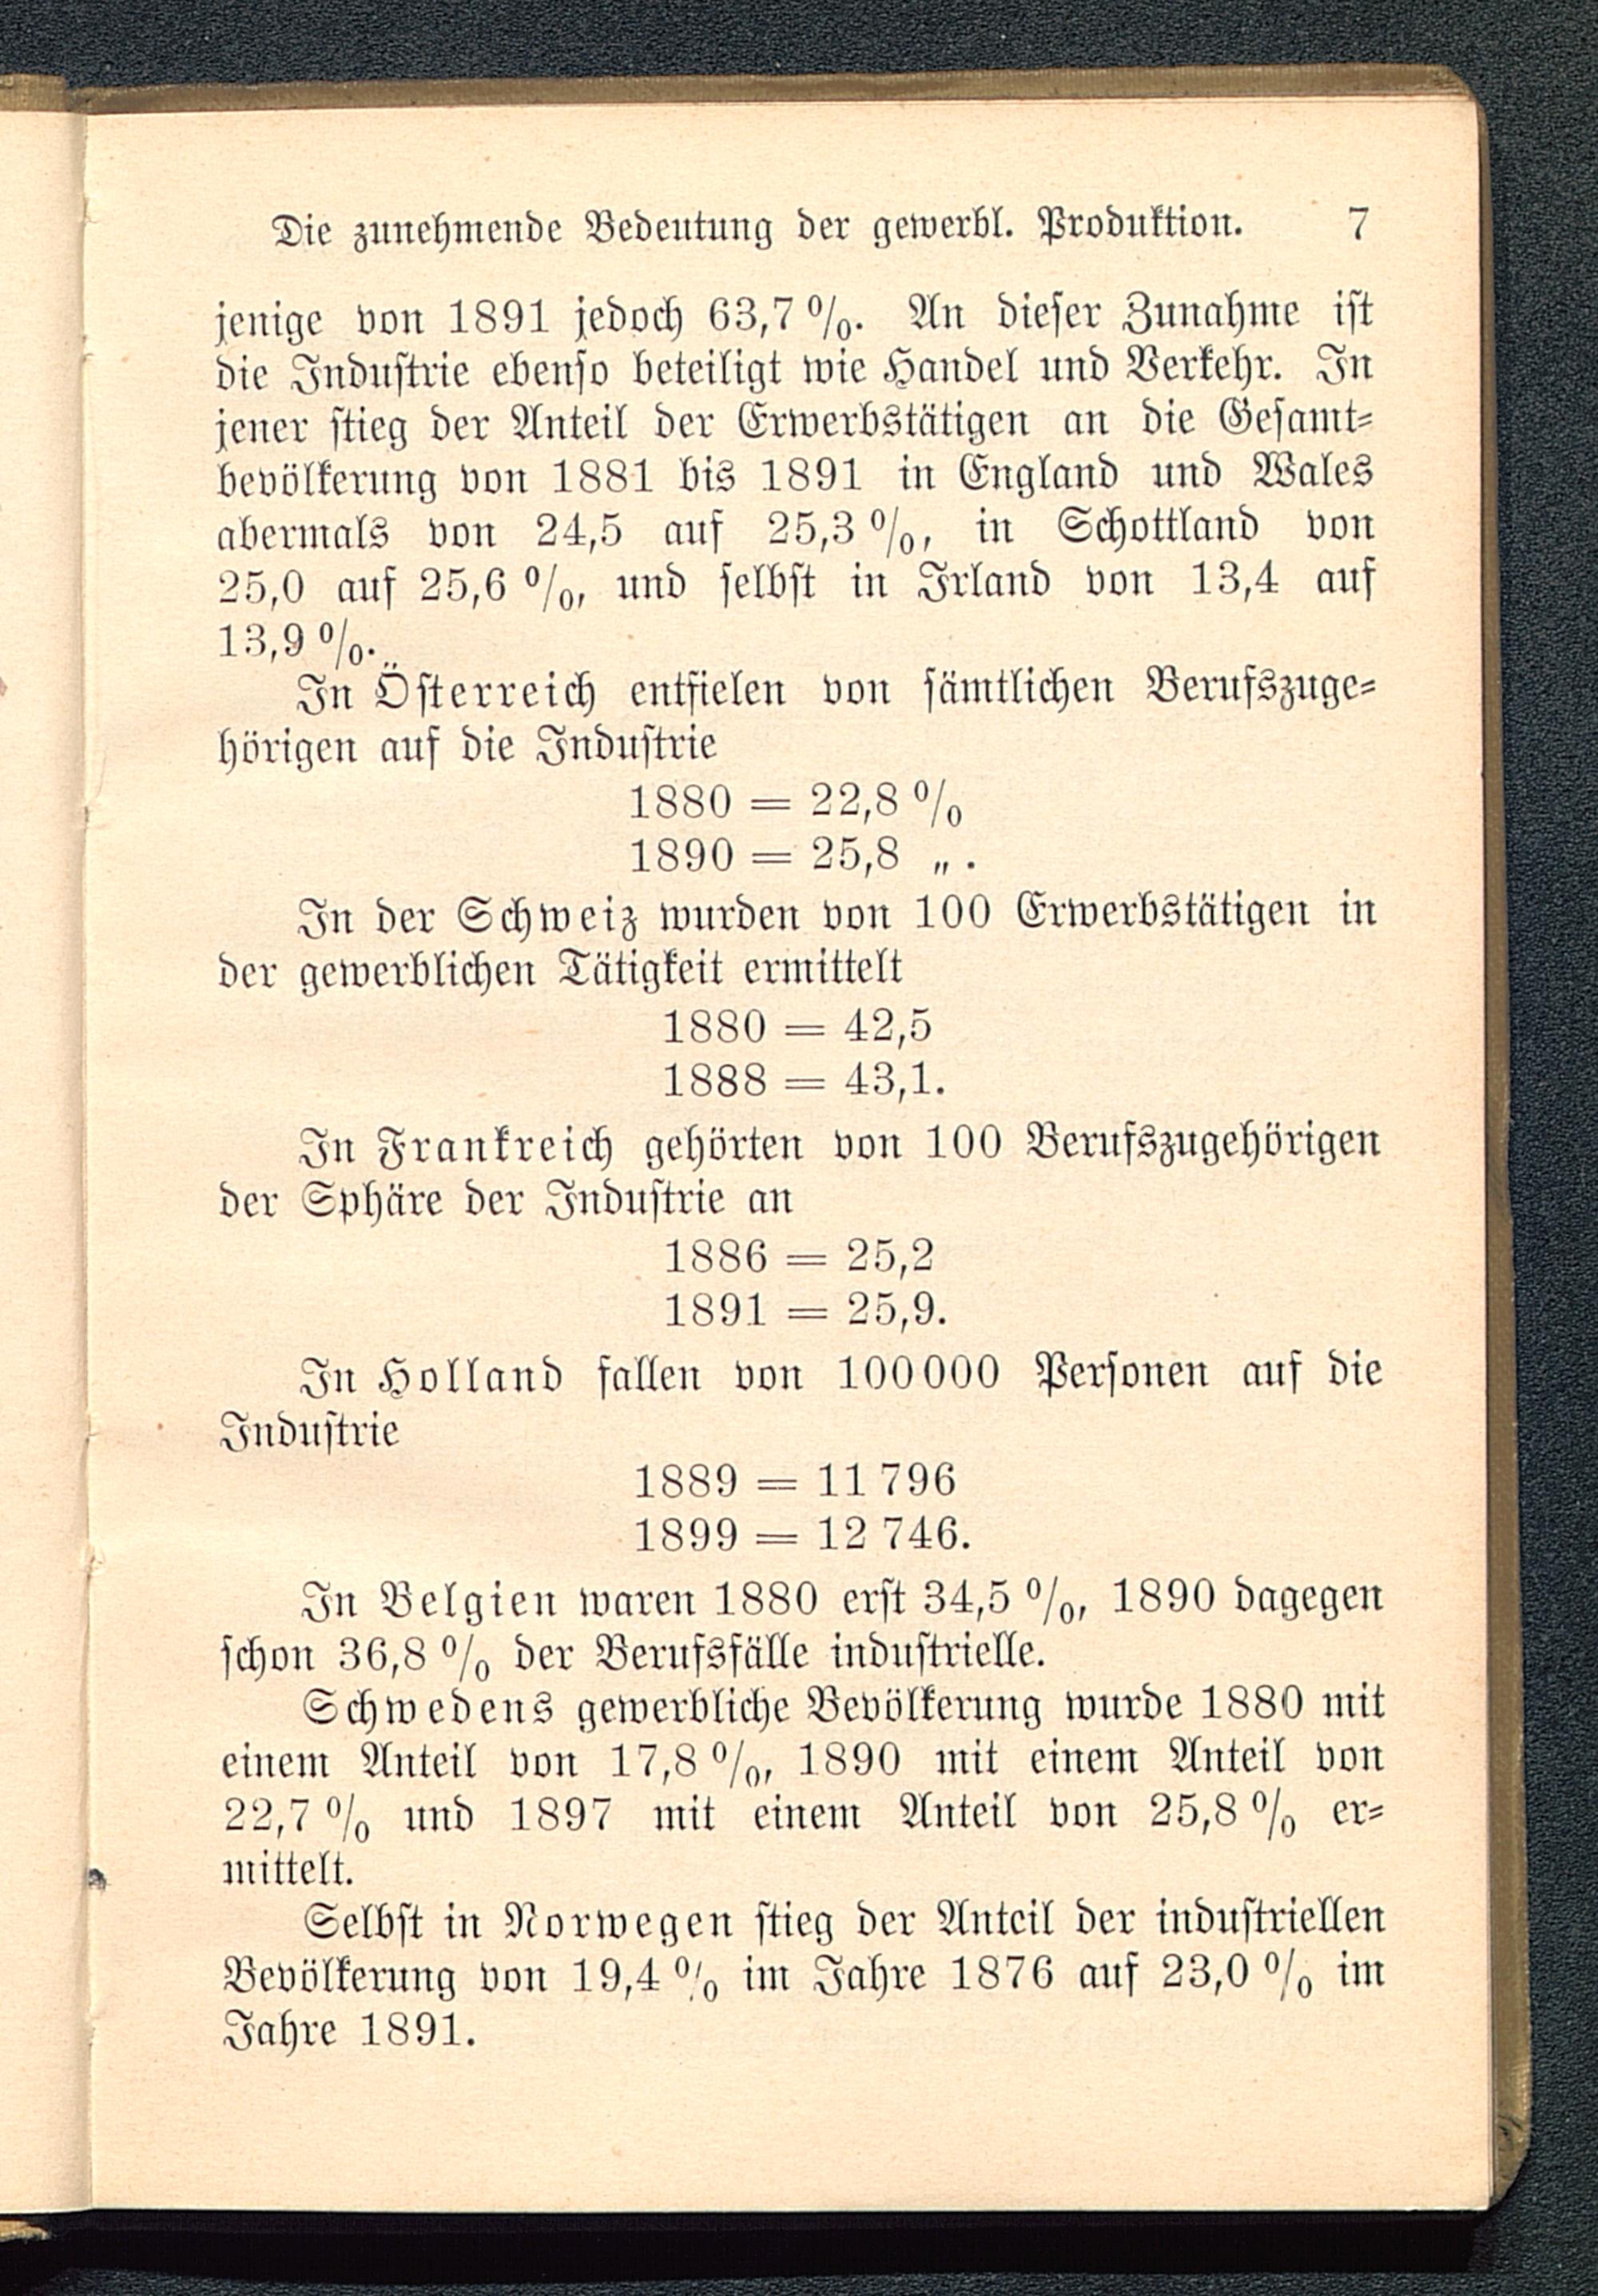 Die zunehmende Bedeutung der gewerbl. Produktion. 7
jenige von 1891 jedoch 63,7 %. An dieser Zunahme ist
die Industrie ebenso beteiligt wie Handel und Verkehr. In
jener stieg der Anteil der Erwerbstätigen an die Gesamt-
bevölkerung von 1881 bis 1891 in England und Wales
abermals von 24,5 auf 25,3 %, in Schottland von
25,0 auf 25,6 %, und selbst in Irland von 13,4 auf
13,9 %.
In Österreich entfielen von sämtlichen Berufszuge-
hörigen auf die Industrie
1880 = 22,8 %
1890 = 25,8 „ .
In der Schweiz wurden von 100 Erwerbstätigen in
der gewerblichen Tätigkeit ermittelt
1880 = 42,5
1888 = 43,1.
In Frankreich gehörten von 100 Berufszugehörigen
der Sphäre der Industrie an
1886 = 25,2
1891 = 25,9.
In Holland fallen von 100000 Personen auf die
Industrie
1889 = 11 796
1899 = 12 746.
In Belgien waren 1880 erst 34,5 %, 1890 dagegen
schon 36,8 % der Berufsfälle industrielle.
Schwedens gewerbliche Bevölkerung wurde 1880 mit
einem Anteil von 17,8 %, 1890 mit einem Anteil von
22,7 % und 1897 mit einem Anteil von 25,8 % er-
mittelt.
Selbst in Norwegen stieg der Anteil der industriellen
Bevölkerung von 19,4 % im Jahre 1876 auf 23,0 % im
Jahre 1891.